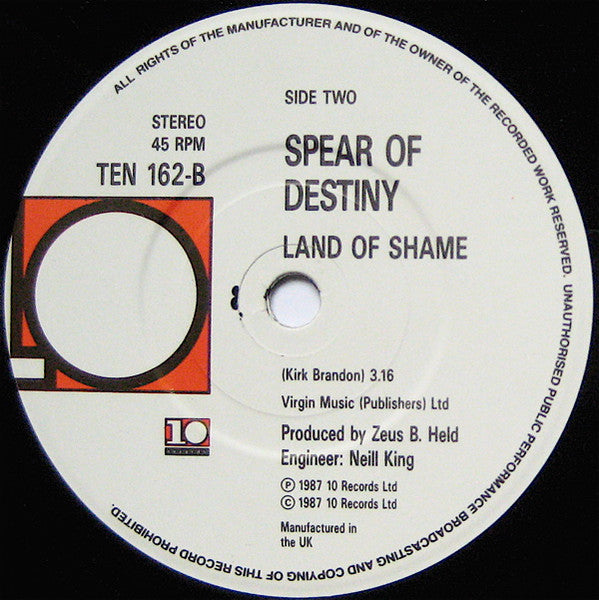 ALL RIGHTS OF THE MANUFACTURER AND OF THE OWNER OF THE RECORDED WORK RESERVED. UNAUTHORISED PUBLIC PERFORMANCE BROADCASTING AND COPYING OF THIS RECORD PROHIBITED.
SIDE TWO
STEREO
45 RPM
TEN 162-B
SPEAR OF
DESTINY
LAND OF SHAME
10
(Kirk Brandon) 3.16
Virgin Music (Publishers) Ltd
Produced by Zeus B. Held
Engineer: Neill King
℗ 1987 10 Records Ltd
© 1987 10 Records Ltd
Manufactured in
the UK